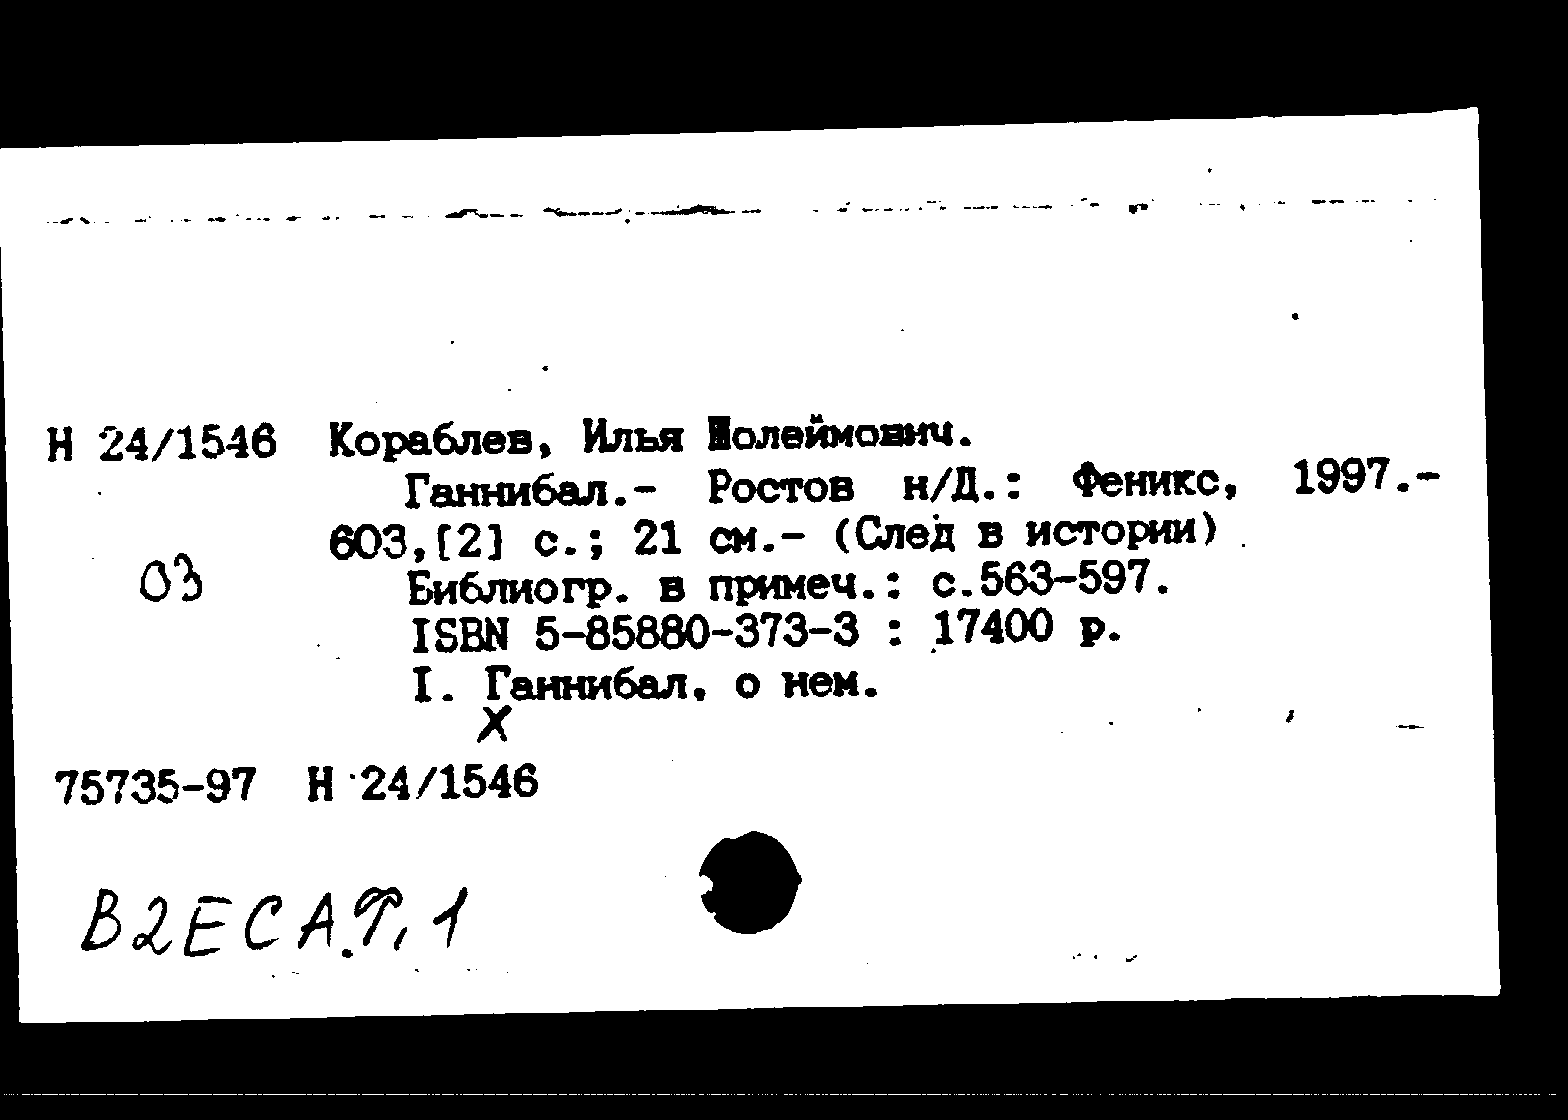 Н 24/1546 Кораблев, Илья Шолеймович.
Ганнибал.- Ростов н/Д.: Феникс, 1997.-
603,[2] с.; 21 см.- (След в истории)
03
Библиогр. в примеч.: с.563-597.
ISBN 5-85880-373-3 : 17400 р.
I. Ганнибал, о нем.
X
75735-97 Н 24/1546
B2ECA.T,1